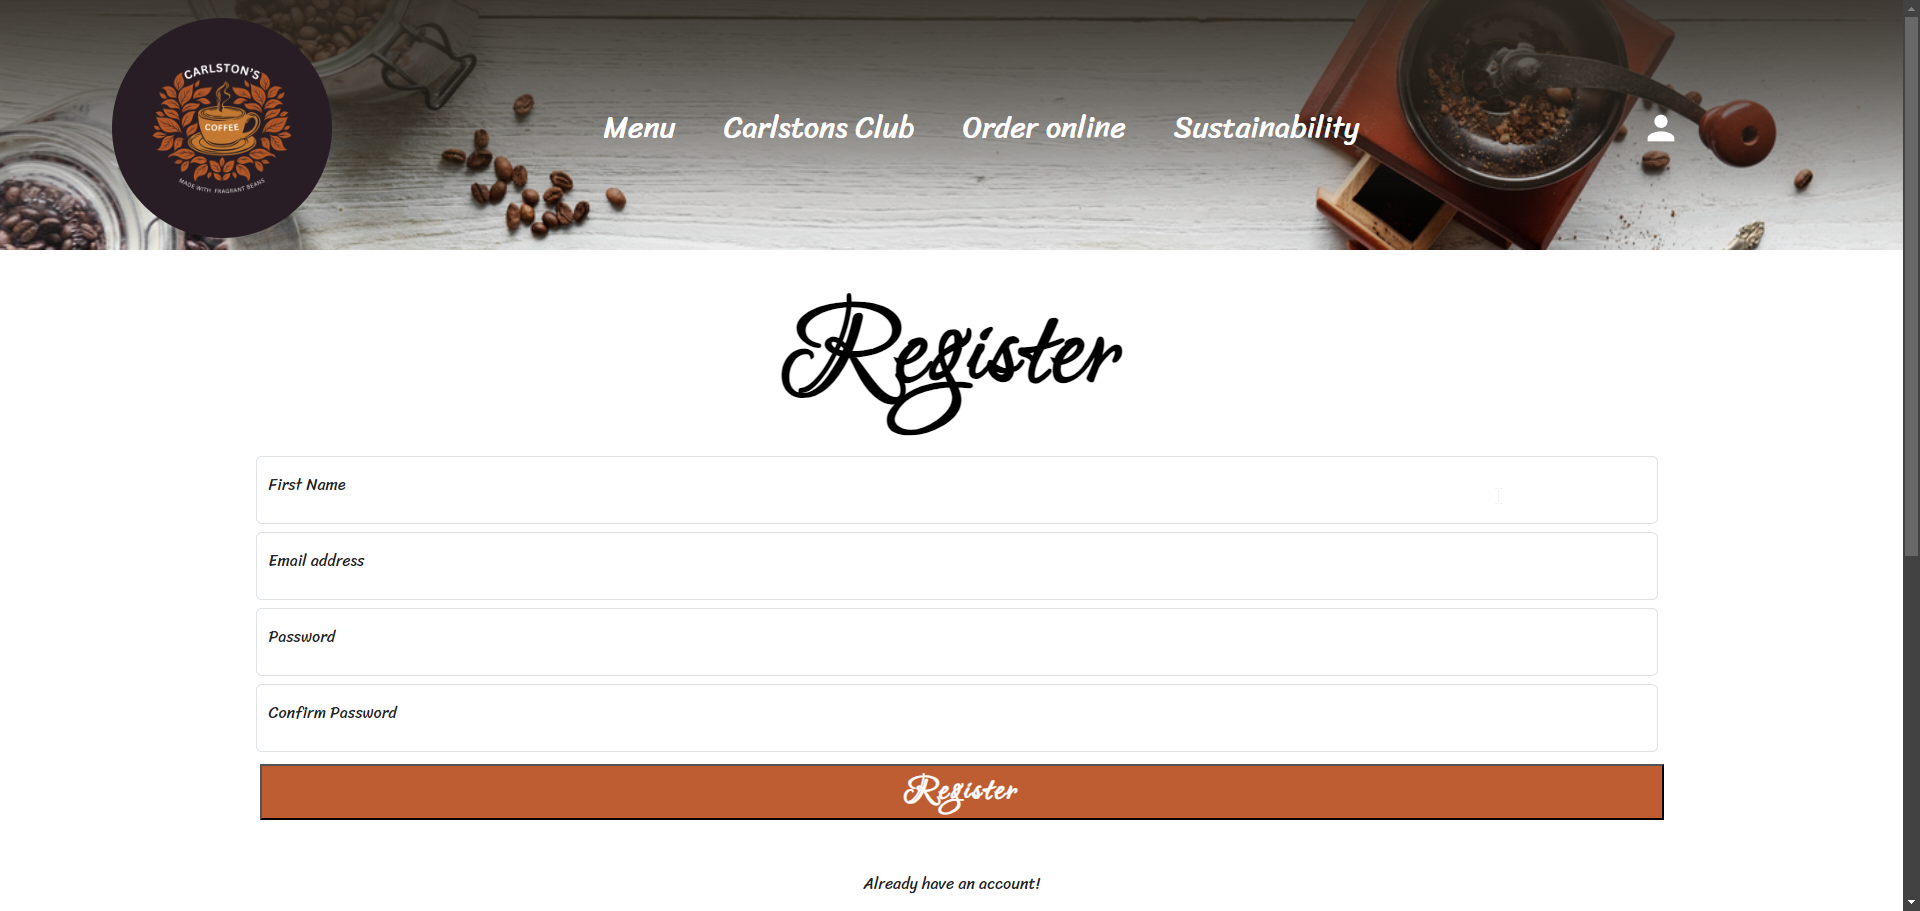 CARLSTON'S
COFFEE
MADE WITH FRAGRANT BEANS
Menu Carlstons Club Order online Sustainability
Register
First Name
Email address
Password
Confirm Password
Register
Already have an account!